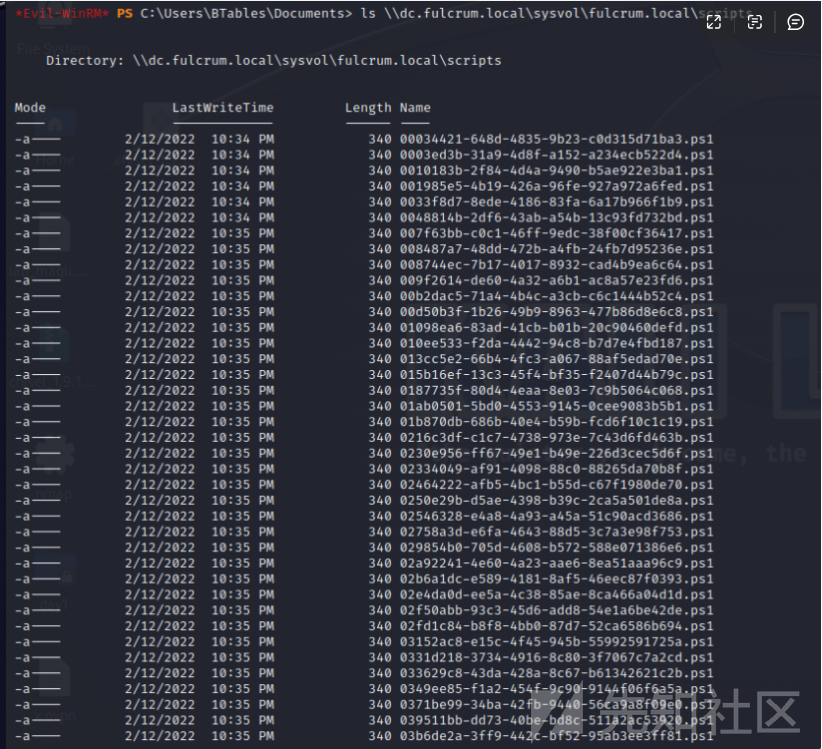 *Evil-WinRM* PS C:\Users\BTables\Documents> ls \\dc.fulcrum.local\sysvol\fulcrum.local\scripts
File System
Directory: \\dc.fulcrum.local\sysvol\fulcrum.local\scripts
Mode LastWriteTime Length Name
-a---- 2/12/2022 10:34 PM 340 00034421-648d-4835-9b23-c0d315d71ba3.ps1
-a---- 2/12/2022 10:34 PM 340 0003ed3b-31a9-4d8f-a152-a234ecb522d4.ps1
-a---- 2/12/2022 10:34 PM 340 0010183b-2f84-4d4a-9490-b5ae922e3ba1.ps1
-a---- 2/12/2022 10:34 PM 340 001985e5-4b19-426a-96fe-927a972a6fed.ps1
-a---- 2/12/2022 10:34 PM 340 0033f8d7-8ede-4186-83fa-6a17b966f1b9.ps1
-a---- 2/12/2022 10:34 PM 340 0048814b-2df6-43ab-a54b-13c93fd732bd.ps1
-a---- 2/12/2022 10:35 PM 340 007f63bb-c0c1-46ff-9edc-38f00cf36417.ps1
-a---- 2/12/2022 10:35 PM 340 008487a7-48dd-472b-a4fb-24fb7d95236e.ps1
-a---- 2/12/2022 10:35 PM 340 008744ec-7b17-4017-8932-cad4b9ea6c64.ps1
-a---- 2/12/2022 10:35 PM 340 009f2614-de60-4a32-a6b1-ac8a57e23fd6.ps1
-a---- 2/12/2022 10:35 PM 340 00b2dac5-71a4-4b4c-a3cb-c6c1444b52c4.ps1
-a---- 2/12/2022 10:35 PM 340 00d50b3f-1b26-49b9-8963-477b86d8e6c8.ps1
-a---- 2/12/2022 10:35 PM 340 01098ea6-83ad-41cb-b01b-20c90460defd.ps1
-a---- 2/12/2022 10:35 PM 340 010ee533-f2da-4442-94c8-b7d7e4fbd187.ps1
-a---- 2/12/2022 10:35 PM 340 013cc5e2-66b4-4fc3-a067-88af5edad70e.ps1
-a---- 2/12/2022 10:35 PM 340 015b16ef-13c3-45f4-bf35-f2407d44b79c.ps1
-a---- 2/12/2022 10:35 PM 340 0187735f-80d4-4eaa-8e03-7c9b5064c068.ps1
-a---- 2/12/2022 10:35 PM 340 01ab0501-5bd0-4553-9145-0cee9083b5b1.ps1
-a---- 2/12/2022 10:35 PM 340 01b870db-686b-40e4-b59b-fcd6f10c1c19.ps1
-a---- 2/12/2022 10:35 PM 340 0216c3df-c1c7-4738-973e-7c43d6fd463b.ps1
-a---- 2/12/2022 10:35 PM 340 0230e956-ff67-49e1-b49e-226d3cec5d6f.ps1
-a---- 2/12/2022 10:35 PM 340 02334049-af91-4098-88c0-88265da70b8f.ps1
-a---- 2/12/2022 10:35 PM 340 02464222-afb5-4bc1-b55d-c67f1980de70.ps1
-a---- 2/12/2022 10:35 PM 340 0250e29b-d5ae-4398-b39c-2ca5a501de8a.ps1
-a---- 2/12/2022 10:35 PM 340 02546328-e4a8-4a93-a45a-51c90acd3686.ps1
-a---- 2/12/2022 10:35 PM 340 02758a3d-e6fa-4643-88d5-3c7a3e98f753.ps1
-a---- 2/12/2022 10:35 PM 340 029854b0-705d-4608-b572-588e071386e6.ps1
-a---- 2/12/2022 10:35 PM 340 02a92241-4e60-4a23-aae6-8ea51aaa96c9.ps1
-a---- 2/12/2022 10:35 PM 340 02b6a1dc-e589-4181-8af5-46eec87f0393.ps1
-a---- 2/12/2022 10:35 PM 340 02e4da0d-ee5a-4c38-85ae-8ca466a04d1d.ps1
-a---- 2/12/2022 10:35 PM 340 02f50abb-93c3-45d6-add8-54e1a6be42de.ps1
-a---- 2/12/2022 10:35 PM 340 02fd1c84-b8f8-4bb0-87d7-52ca6586b694.ps1
-a---- 2/12/2022 10:35 PM 340 03152ac8-e15c-4f45-945b-55992591725a.ps1
-a---- 2/12/2022 10:35 PM 340 0331d218-3734-4916-8c80-3f7067c7a2cd.ps1
-a---- 2/12/2022 10:35 PM 340 033629c8-43da-428a-8c67-b61342621c2b.ps1
-a---- 2/12/2022 10:35 PM 340 0349ee85-f1a2-454f-9c90-9144f06f6a5a.ps1
-a---- 2/12/2022 10:35 PM 340 0371be99-34ba-42fb-9440-56ca9a8f09e0.ps1
-a---- 2/12/2022 10:35 PM 340 039511bb-dd73-40be-bd8c-511a2ac53920.ps1
-a---- 2/12/2022 10:35 PM 340 03b6de2a-3ff9-442c-bf52-95ab3ee3ff81.ps1
me, the
先知社区